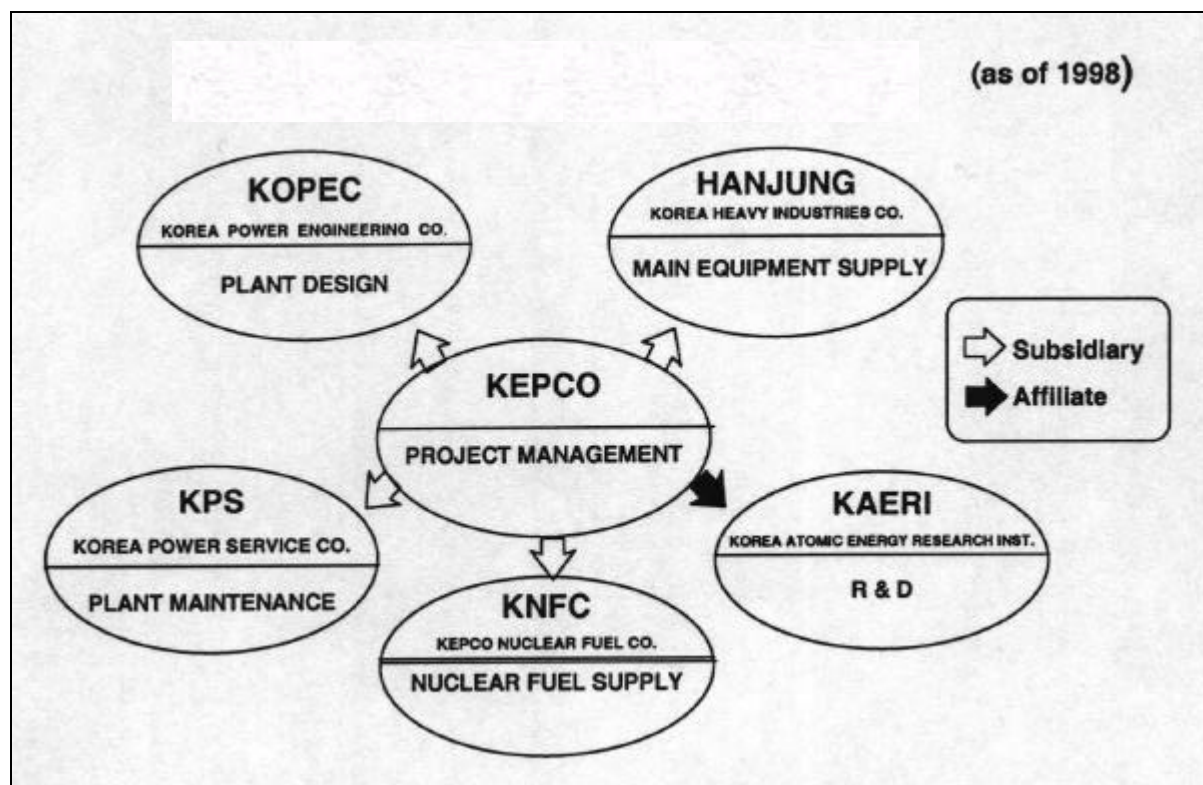 (as of 1998)
KOPEC
KOREA POWER ENGINEERING CO.
PLANT DESIGN
HANJUNG
KOREA HEAVY INDUSTRIES CO.
MAIN EQUIPMENT SUPPLY
Subsidiary
Affiliate
KEPCO
PROJECT MANAGEMENT
KPS
KOREA POWER SERVICE CO.
PLANT MAINTENANCE
KNFC
KEPCO NUCLEAR FUEL CO.
NUCLEAR FUEL SUPPLY
KAERI
KOREA ATOMIC ENERGY RESEARCH INST.
R & D